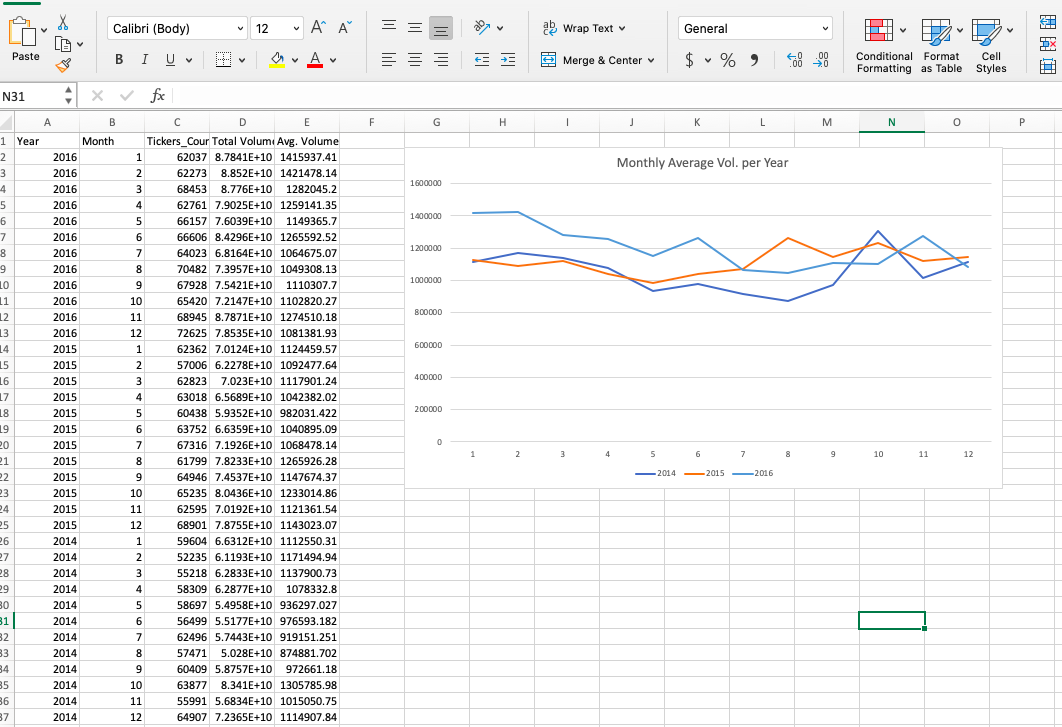 Calibri (Body) 12 A^ A˅ ab Wrap Text General
Paste B I U A Merge & Center $ % 9 .00 .0 Conditional Formatting Format as Table Cell Styles
N31 fx
A B C D E F G H I J K L M N O P
1 Year Month Tickers_Cour Total Volum Avg. Volume
2 2016 1 62037 8.7841E+10 1415937.41
3 2016 2 62273 8.852E+10 1421478.14
4 2016 3 68453 8.776E+10 1282045.2
5 2016 4 62761 7.9025E+10 1259141.35
6 2016 5 66157 7.6039E+10 1149365.7
7 2016 6 66606 8.4296E+10 1265592.52
8 2016 7 64023 6.8164E+10 1064675.07
9 2016 8 70482 7.3957E+10 1049308.13
10 2016 9 67928 7.5421E+10 1110307.7
11 2016 10 65420 7.2147E+10 1102820.27
12 2016 11 68945 8.7871E+10 1274510.18
13 2016 12 72625 7.8535E+10 1081381.93
14 2015 1 62362 7.0124E+10 1124459.57
15 2015 2 57006 6.2278E+10 1092477.64
16 2015 3 62823 7.023E+10 1117901.24
17 2015 4 63018 6.5689E+10 1042382.02
18 2015 5 60438 5.9352E+10 982031.422
19 2015 6 63752 6.6359E+10 1040895.09
20 2015 7 67316 7.1926E+10 1068478.14
21 2015 8 61799 7.8233E+10 1265926.28
22 2015 9 64946 7.4537E+10 1147674.37
23 2015 10 65235 8.0436E+10 1233014.86
24 2015 11 62595 7.0192E+10 1121361.54
25 2015 12 68901 7.8755E+10 1143023.07
26 2014 1 59604 6.6312E+10 1112550.31
27 2014 2 52235 6.1193E+10 1171494.94
28 2014 3 55218 6.2833E+10 1137900.73
29 2014 4 58309 6.2877E+10 1078332.8
30 2014 5 58697 5.4958E+10 936297.027
31 2014 6 56499 5.5177E+10 976593.182
32 2014 7 62496 5.7443E+10 919151.251
33 2014 8 57471 5.028E+10 874881.702
34 2014 9 60409 5.8757E+10 972661.18
35 2014 10 63877 8.341E+10 1305785.98
36 2014 11 55991 5.6834E+10 1015050.75
37 2014 12 64907 7.2365E+10 1114907.84
Monthly Average Vol. per Year
1600000
1400000
1200000
1000000
800000
600000
400000
200000
0
1 2 3 4 5 6 7 8 9 10 11 12
2014 2015 2016